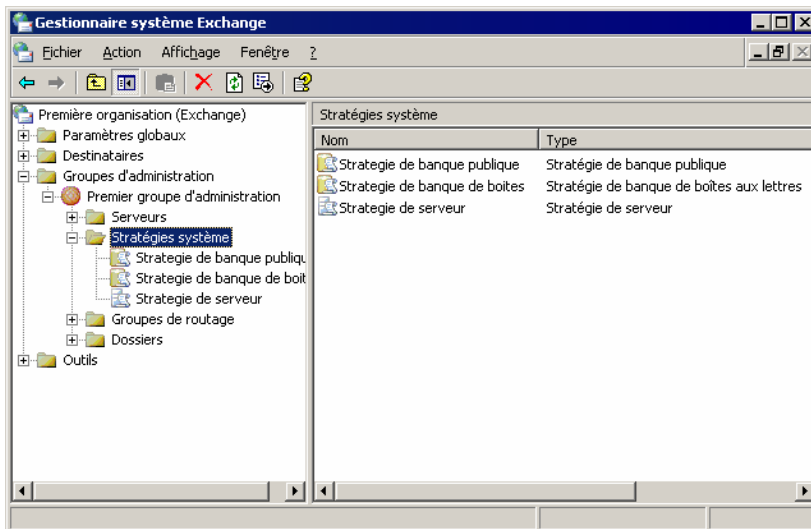 Gestionnaire système Exchange
Fichier Action Affichage Fenêtre ?
Première organisation (Exchange)
Paramètres globaux
Destinataires
Groupes d'administration
Premier groupe d'administration
Serveurs
Stratégies système
Strategie de banque publiqu
Strategie de banque de boit
Strategie de serveur
Groupes de routage
Dossiers
Outils
Stratégies système
Nom Type
Strategie de banque publique Stratégie de banque publique
Strategie de banque de boites Stratégie de banque de boîtes aux lettres
Strategie de serveur Stratégie de serveur